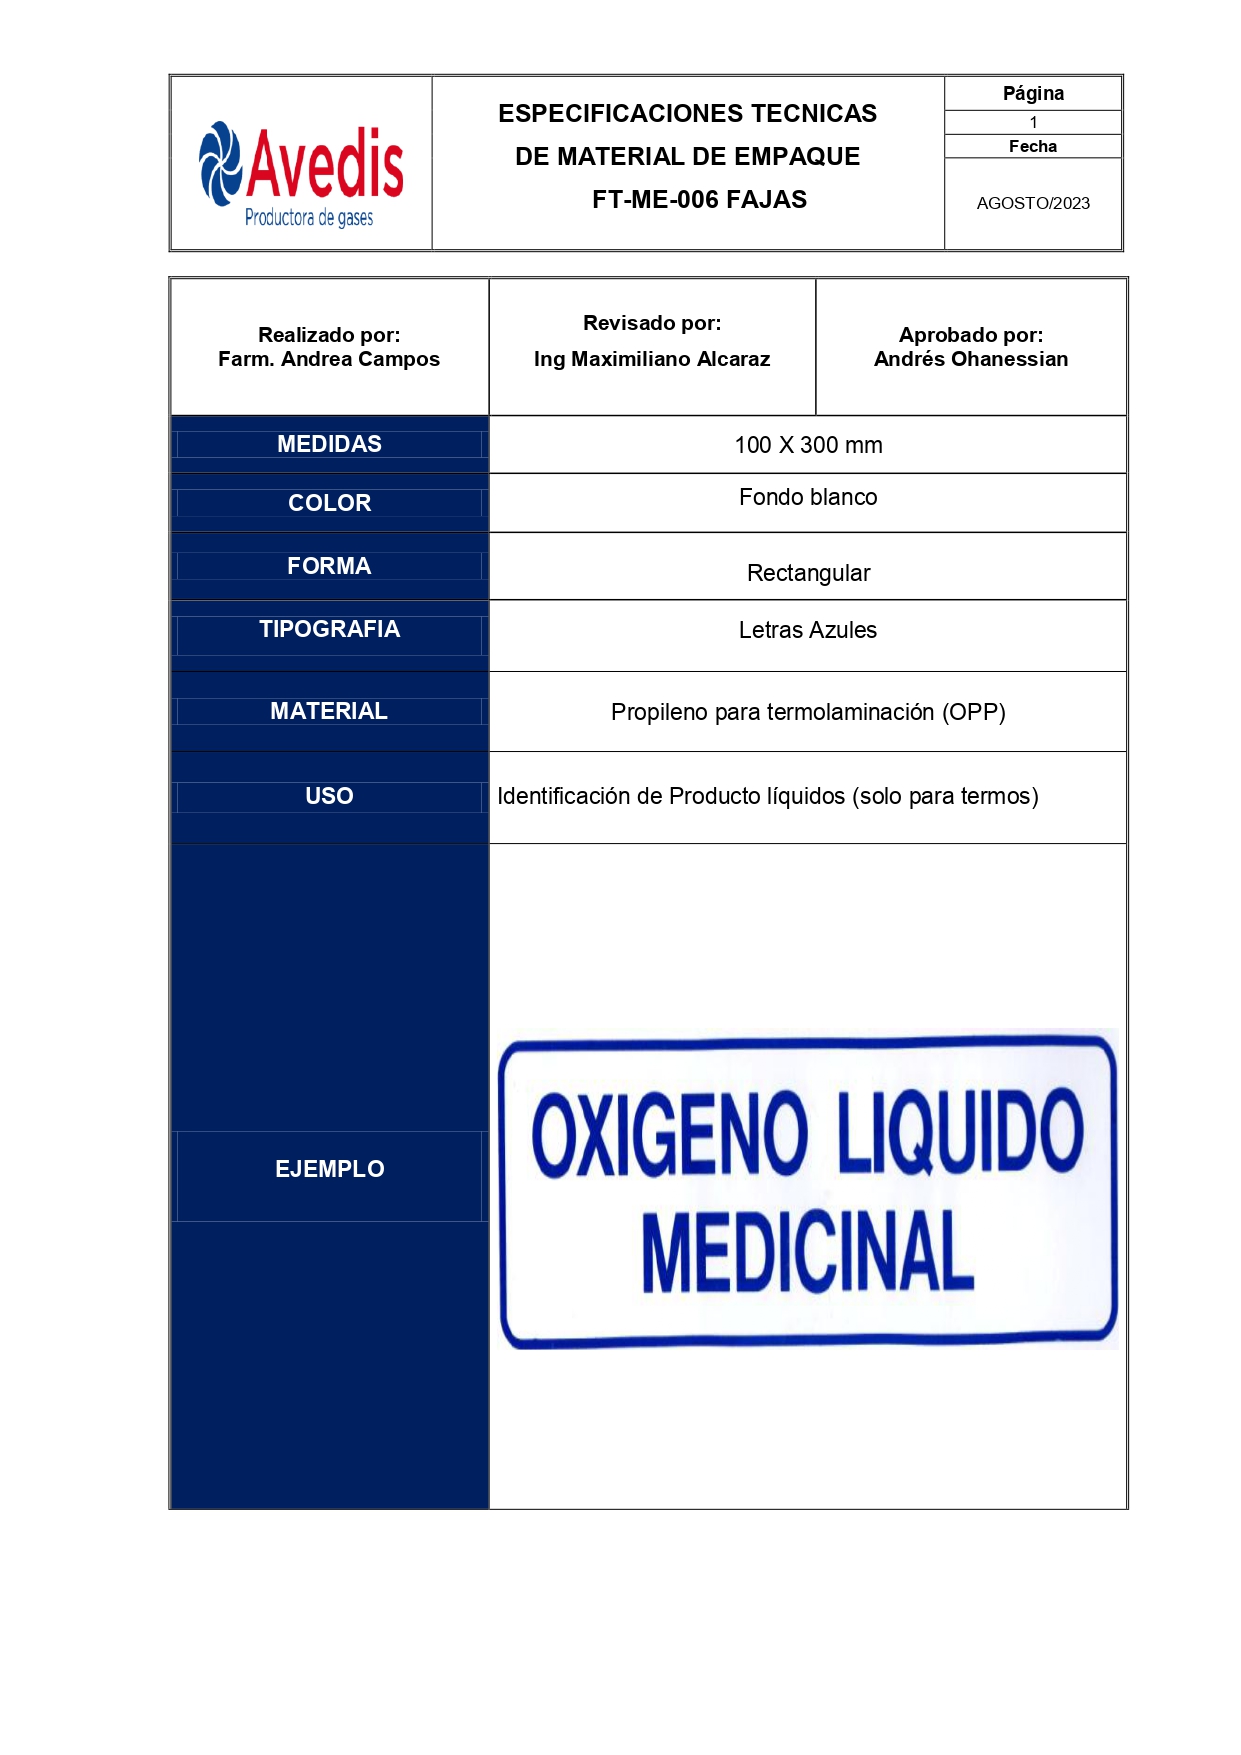 Avedis
Productora de gases
ESPECIFICACIONES TECNICAS
DE MATERIAL DE EMPAQUE
FT-ME-006 FAJAS
Página
1
Fecha
AGOSTO/2023
Realizado por:
Farm. Andrea Campos
Revisado por:
Ing Maximiliano Alcaraz
Aprobado por:
Andrés Ohanessian
MEDIDAS
100 X 300 mm
COLOR
Fondo blanco
FORMA
Rectangular
TIPOGRAFIA
Letras Azules
MATERIAL
Propileno para termolaminación (OPP)
USO
Identificación de Producto líquidos (solo para termos)
EJEMPLO
OXIGENO LIQUIDO
MEDICINAL